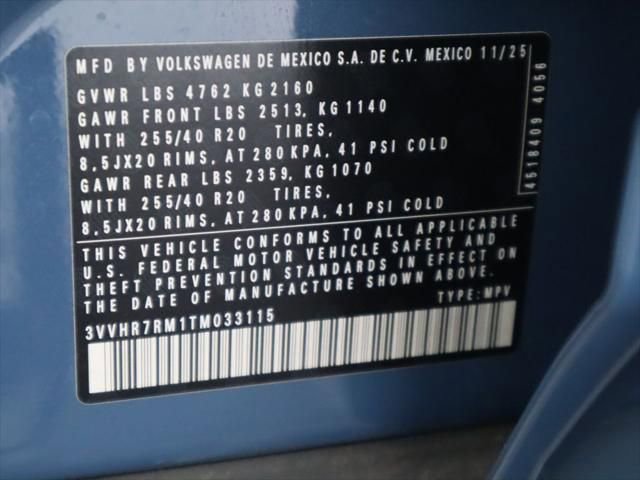 MFD BY VOLKSWAGEN DE MEXICO S.A. DE C.V. MEXICO 11/25
GVWR LBS 4762 KG 2160
GAWR FRONT LBS 2513, KG 1140
WITH 255/40 R20 TIRES,
8,5JX20 RIMS, AT 280 KPA, 41 PSI COLD
GAWR REAR LBS 2359, KG 1070
WITH 255/40 R20 TIRES,
8,5JX20 RIMS, AT 280 KPA, 41 PSI COLD
4518409 4056
THIS VEHICLE CONFORMS TO ALL APPLICABLE
U.S. FEDERAL MOTOR VEHICLE SAFETY AND
THEFT PREVENTION STANDARDS IN EFFECT ON
THE DATE OF MANUFACTURE SHOWN ABOVE.
3VVHR7RM1TM033115 TYPE: MPV